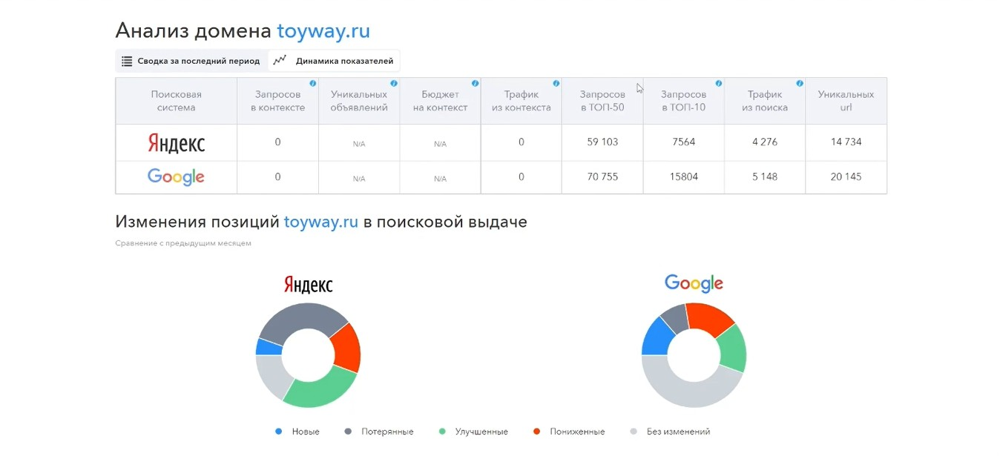 Анализ домена toyway.ru
Сводка за последний период Динамика показателей
Поисковая система Запросов в контексте Уникальных объявлений Бюджет на контекст Трафик из контекста Запросов в ТОП-50 Запросов в ТОП-10 Трафик из поиска Уникальных url
Яндекс 0 N/A N/A 0 59 103 7564 4 276 14 734
Google 0 N/A N/A 0 70 755 15804 5 148 20 145
Изменения позиций toyway.ru в поисковой выдаче
Сравнение с предыдущим месяцем
Яндекс Google
Новые Потерянные Улучшенные Пониженные Без изменений